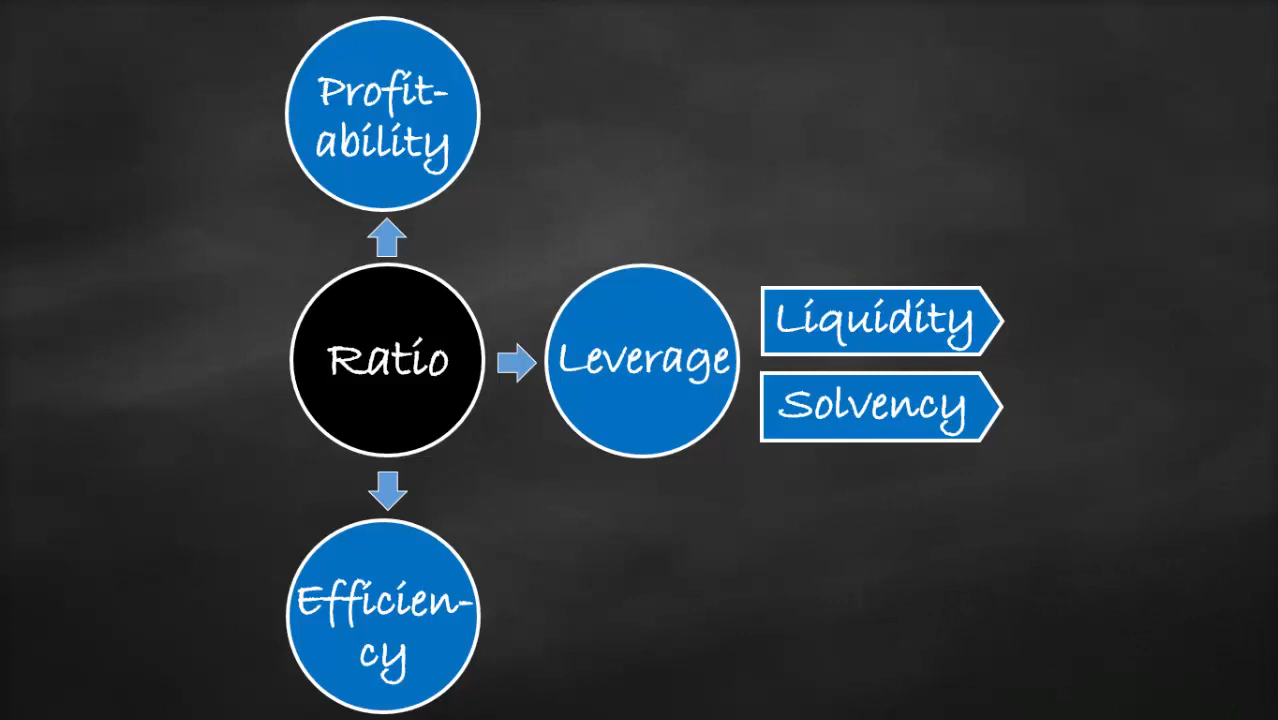 Profit-
ability
Ratio
Leverage
Liquidity
Solvency
Efficien-
cy